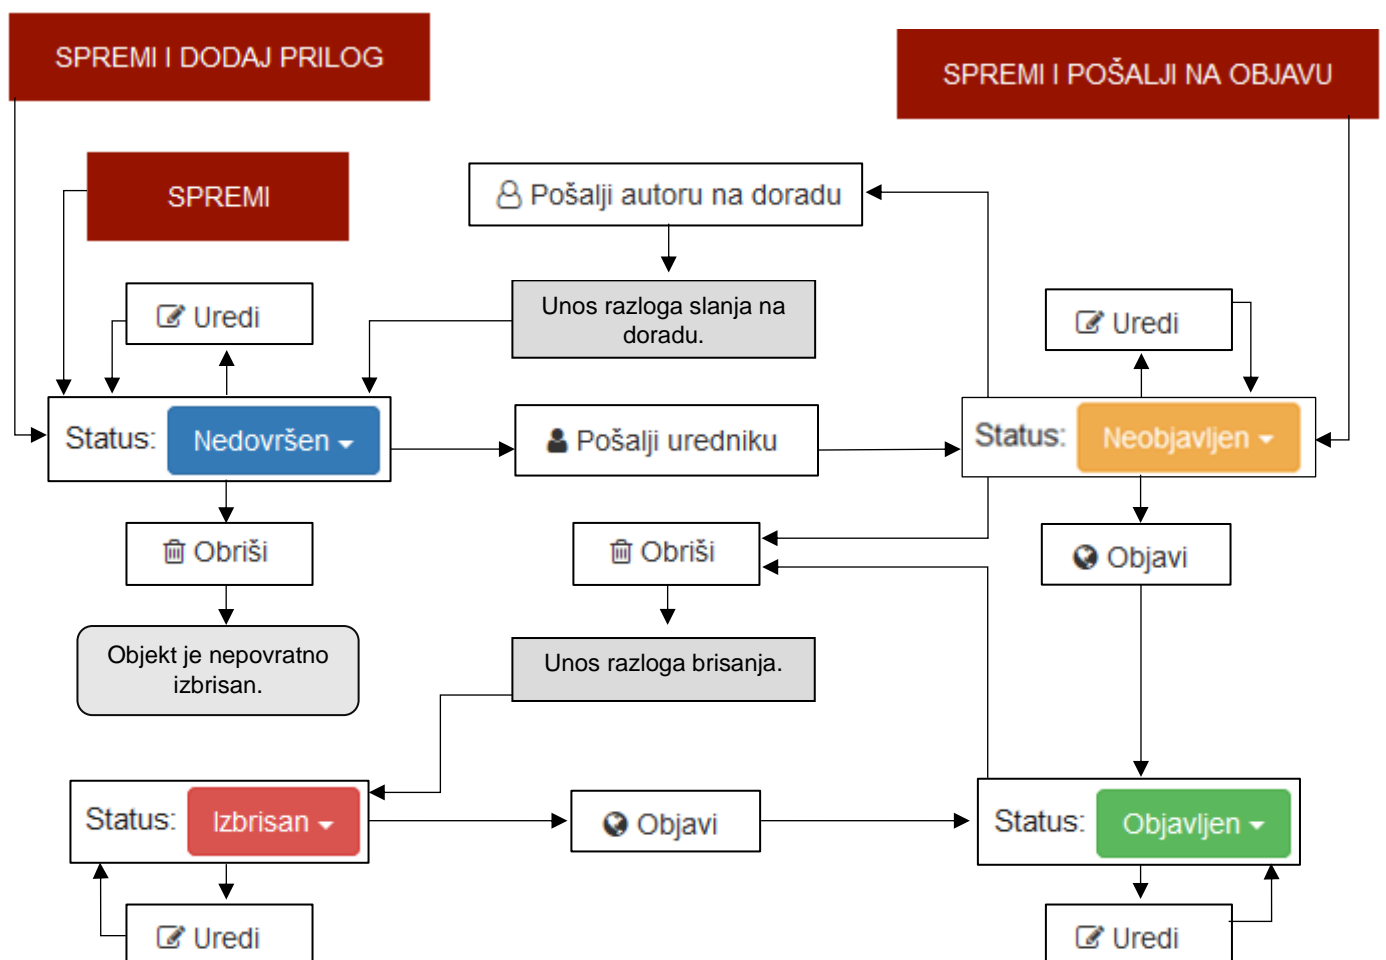 SPREMI I DODAJ PRILOG
SPREMI I POŠALJI NA OBJAVU
SPREMI
Pošalji autoru na doradu
Uredi
Unos razloga slanja na
doradu.
Uredi
Status: Nedovršen
Pošalji uredniku
Status: Neobjavljen
Obriši
Obriši
Objavi
Objekt je nepovratno
izbrisan.
Unos razloga brisanja.
Status: Izbrisan
Objavi
Status: Objavljen
Uredi
Uredi